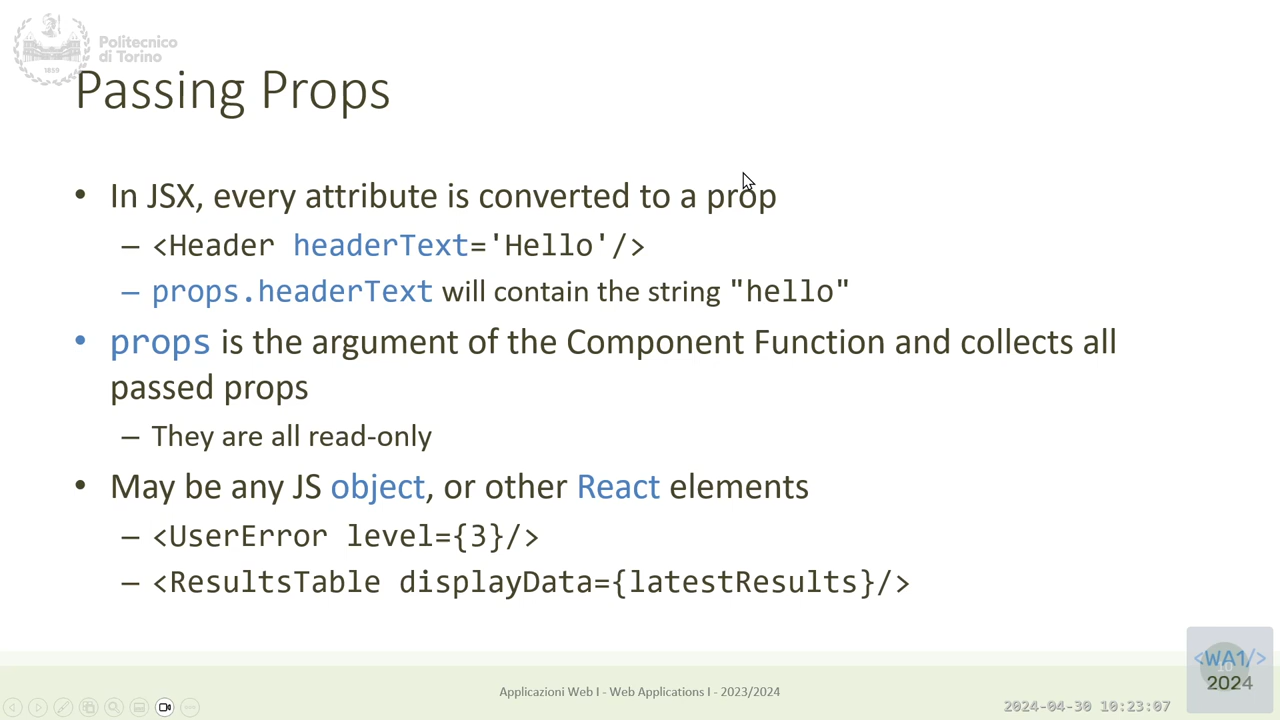 Politecnico
di Torino
1859
Passing Props
• In JSX, every attribute is converted to a prop
– <Header headerText='Hello'/>
– props.headerText will contain the string "hello"
• props is the argument of the Component Function and collects all
passed props
– They are all read-only
• May be any JS object, or other React elements
– <UserError level={3}/>
– <ResultsTable displayData={latestResults}/>
<WA1/>
10
2024
Applicazioni Web I - Web Applications I - 2023/2024
2024-04-30 10:23:07